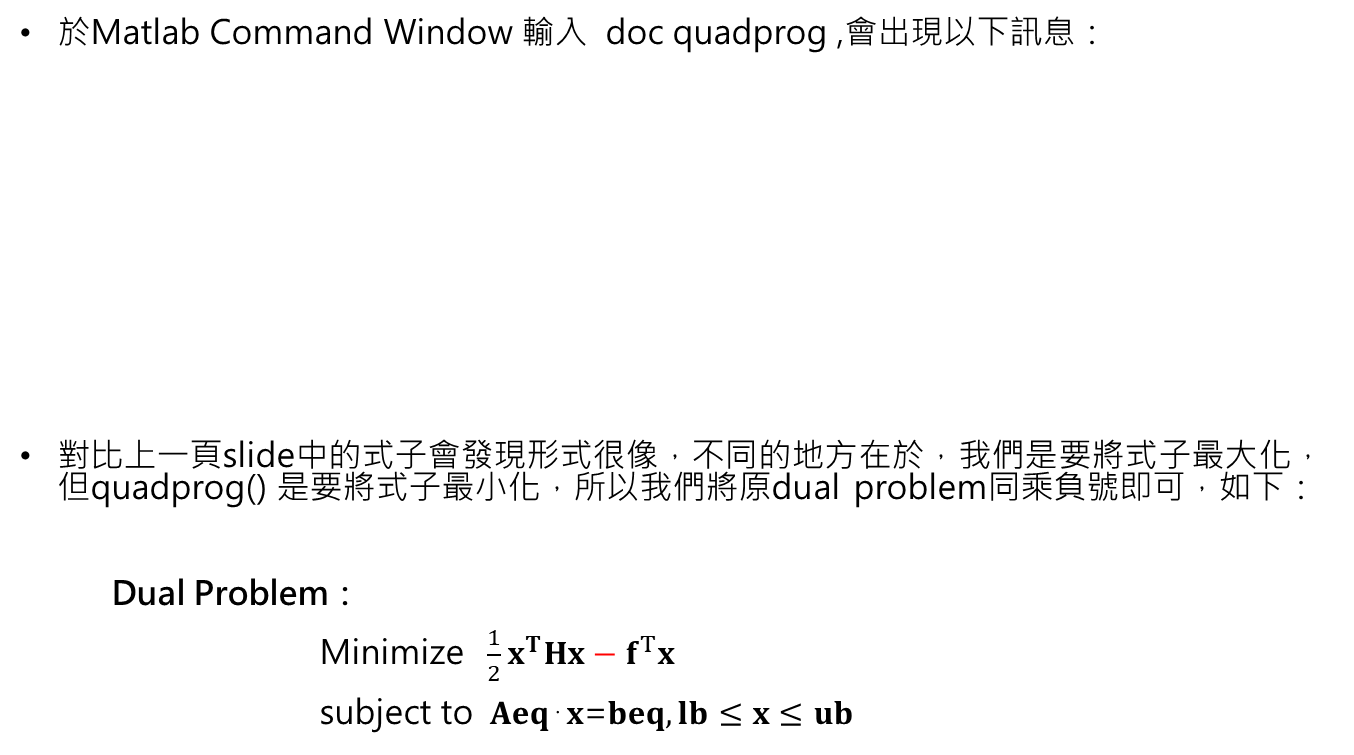 • 於Matlab Command Window 輸入 doc quadprog ,會出現以下訊息：
• 對比上一頁slide中的式子會發現形式很像，不同的地方在於，我們是要將式子最大化，
但quadprog() 是要將式子最小化，所以我們將原dual problem同乘負號即可，如下：
Dual Problem：
Minimize ½ xᵀHx − fᵀx
subject to Aeq · x=beq, lb ≤ x ≤ ub